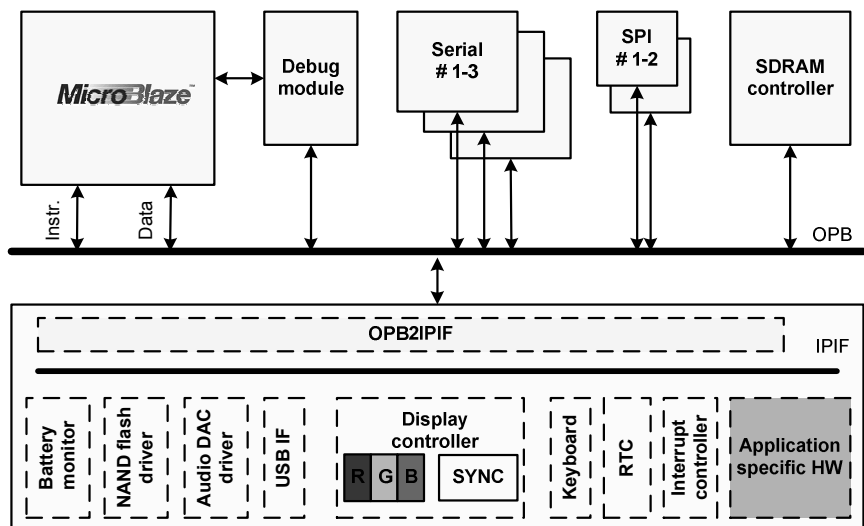 MicroBlaze™
Debug
module
Serial
# 1-3
SPI
# 1-2
SDRAM
controller
Instr.
Data
OPB
OPB2IPIF
IPIF
Battery
monitor
NAND flash
driver
Audio DAC
driver
USB IF
Display
controller
R G B
SYNC
Keyboard
RTC
Interrupt
controller
Application
specific HW